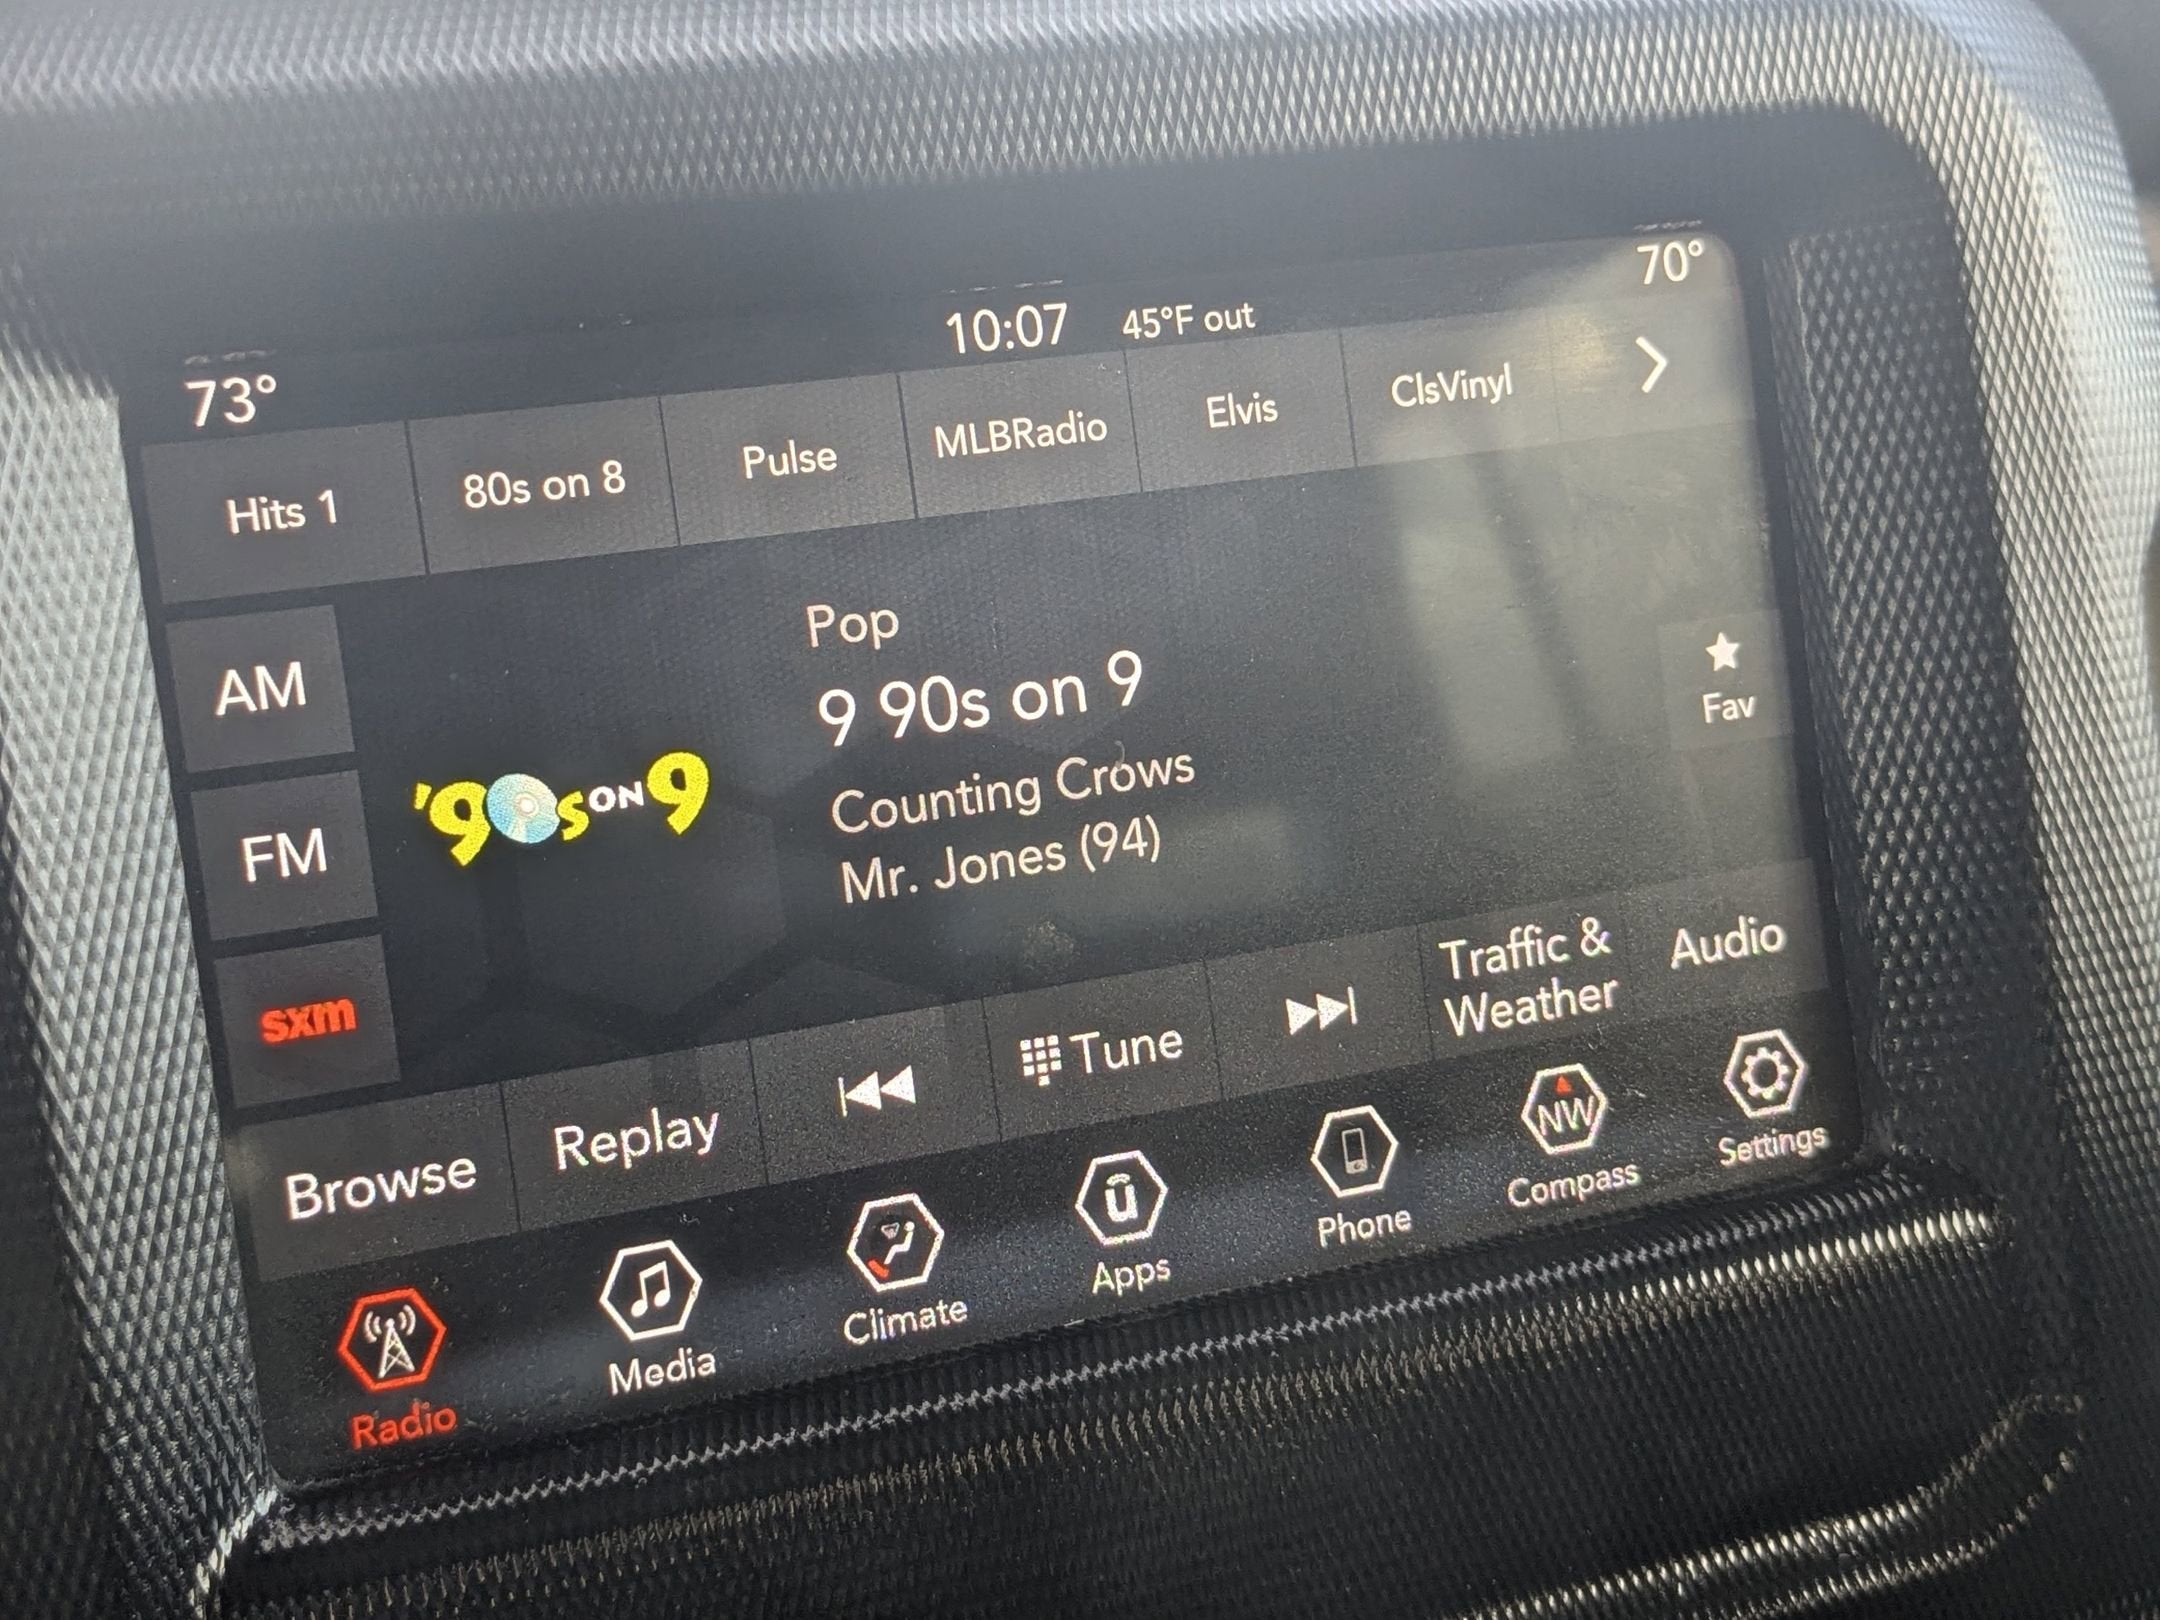 73°
10:07
45°F out
70°
Hits 1
80s on 8
Pulse
MLBRadio
Elvis
ClsVinyl
AM
FM
sxm
'90s ON 9
Pop
9 90s on 9
Counting Crows
Mr. Jones (94)
Fav
Browse
Replay
Tune
Traffic &
Weather
Audio
Radio
Media
Climate
ū
Apps
Phone
NW
Compass
Settings